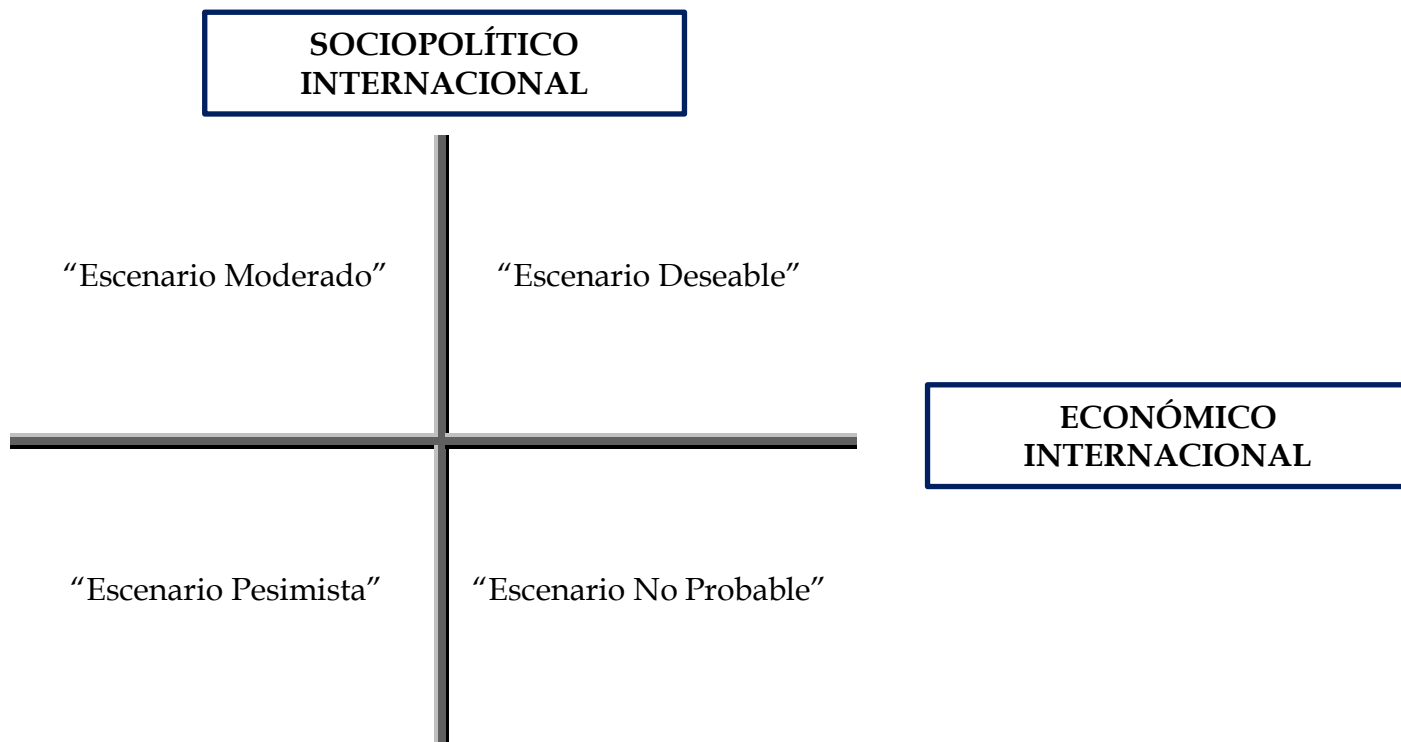 SOCIOPOLÍTICO
INTERNACIONAL
“Escenario Moderado”
“Escenario Deseable”
ECONÓMICO
INTERNACIONAL
“Escenario Pesimista”
“Escenario No Probable”